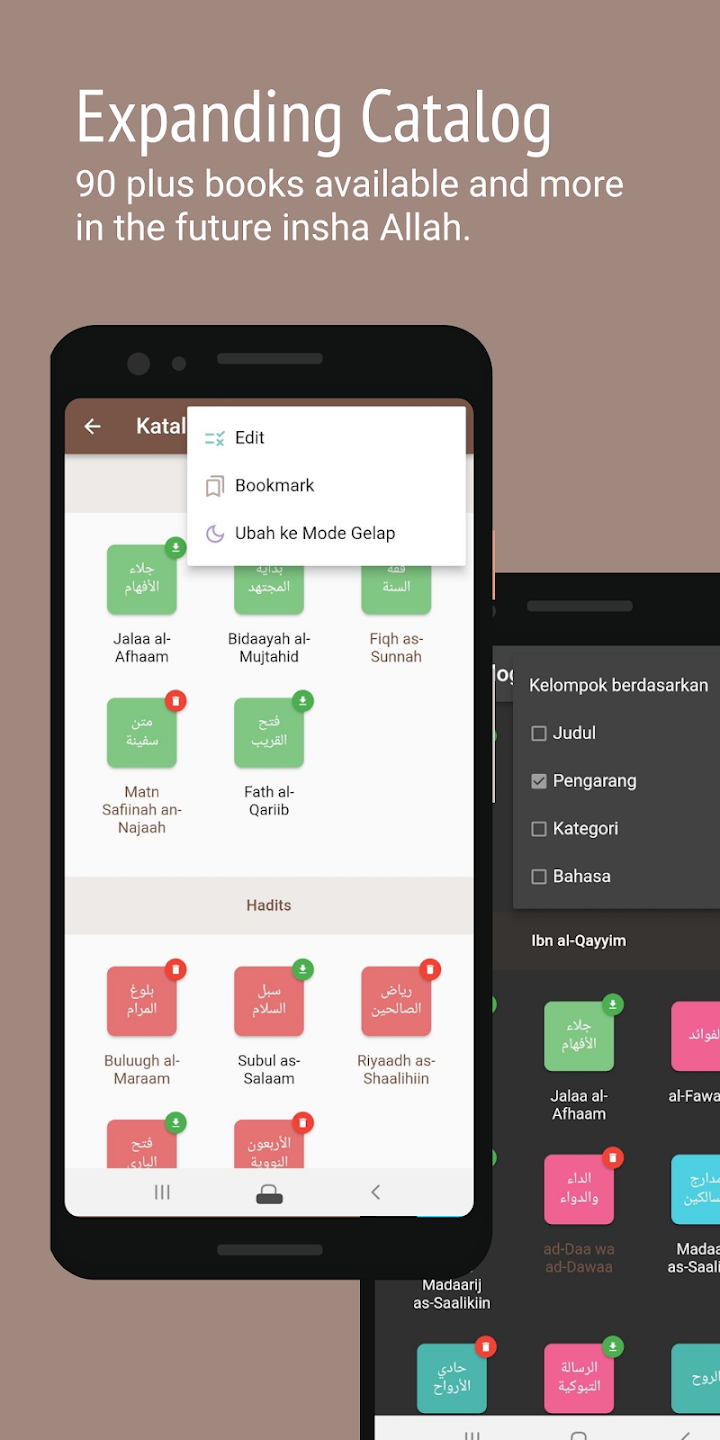 Expanding Catalog
90 plus books available and more
in the future insha Allah.
Katal
Edit
Bookmark
Ubah ke Mode Gelap
جلاء
الأفهام
بداية
المجتهد
فقه
السنة
Jalaa al-
Afhaam
Bidaayah al-
Mujtahid
Fiqh as-
Sunnah
متن
سفينة
فتح
القريب
Matn
Safiinah an-
Najaah
Fath al-
Qariib
Hadits
بلوغ
المرام
سبل
السلام
رياض
الصالحين
Buluugh al-
Maraam
Subul as-
Salaam
Riyaadh as-
Shaalihiin
فتح
الباري
الأربعون
النووية
log
Kelompok berdasarkan
Judul
Pengarang
Kategori
Bahasa
Ibn al-Qayyim
جلاء
الأفهام
لفوائد
Jalaa al-
Afhaam
al-Fawa
الداء
والدواء
مدارج
سالكين
ad-Daa wa
ad-Dawaa
Madaa
as-Saali
Madaarij
as-Saalikiin
حادي
الأرواح
الرسالة
التبوكية
الروح